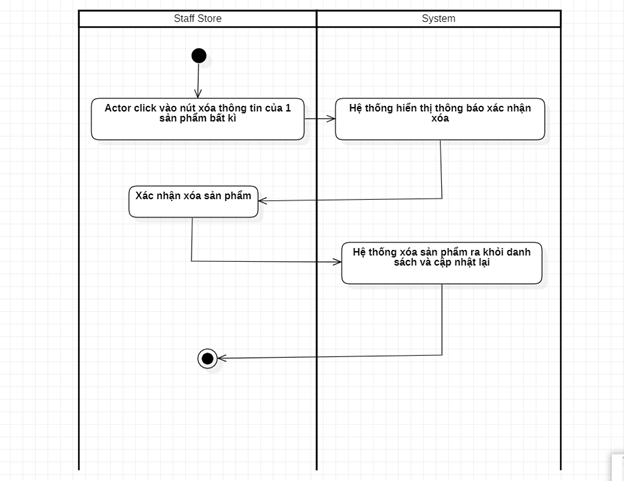 Staff Store
System
Actor click vào nút xóa thông tin của 1
sản phẩm bất kì
Hệ thống hiển thị thông báo xác nhận
xóa
Xác nhận xóa sản phẩm
Hệ thống xóa sản phẩm ra khỏi danh
sách và cập nhật lại